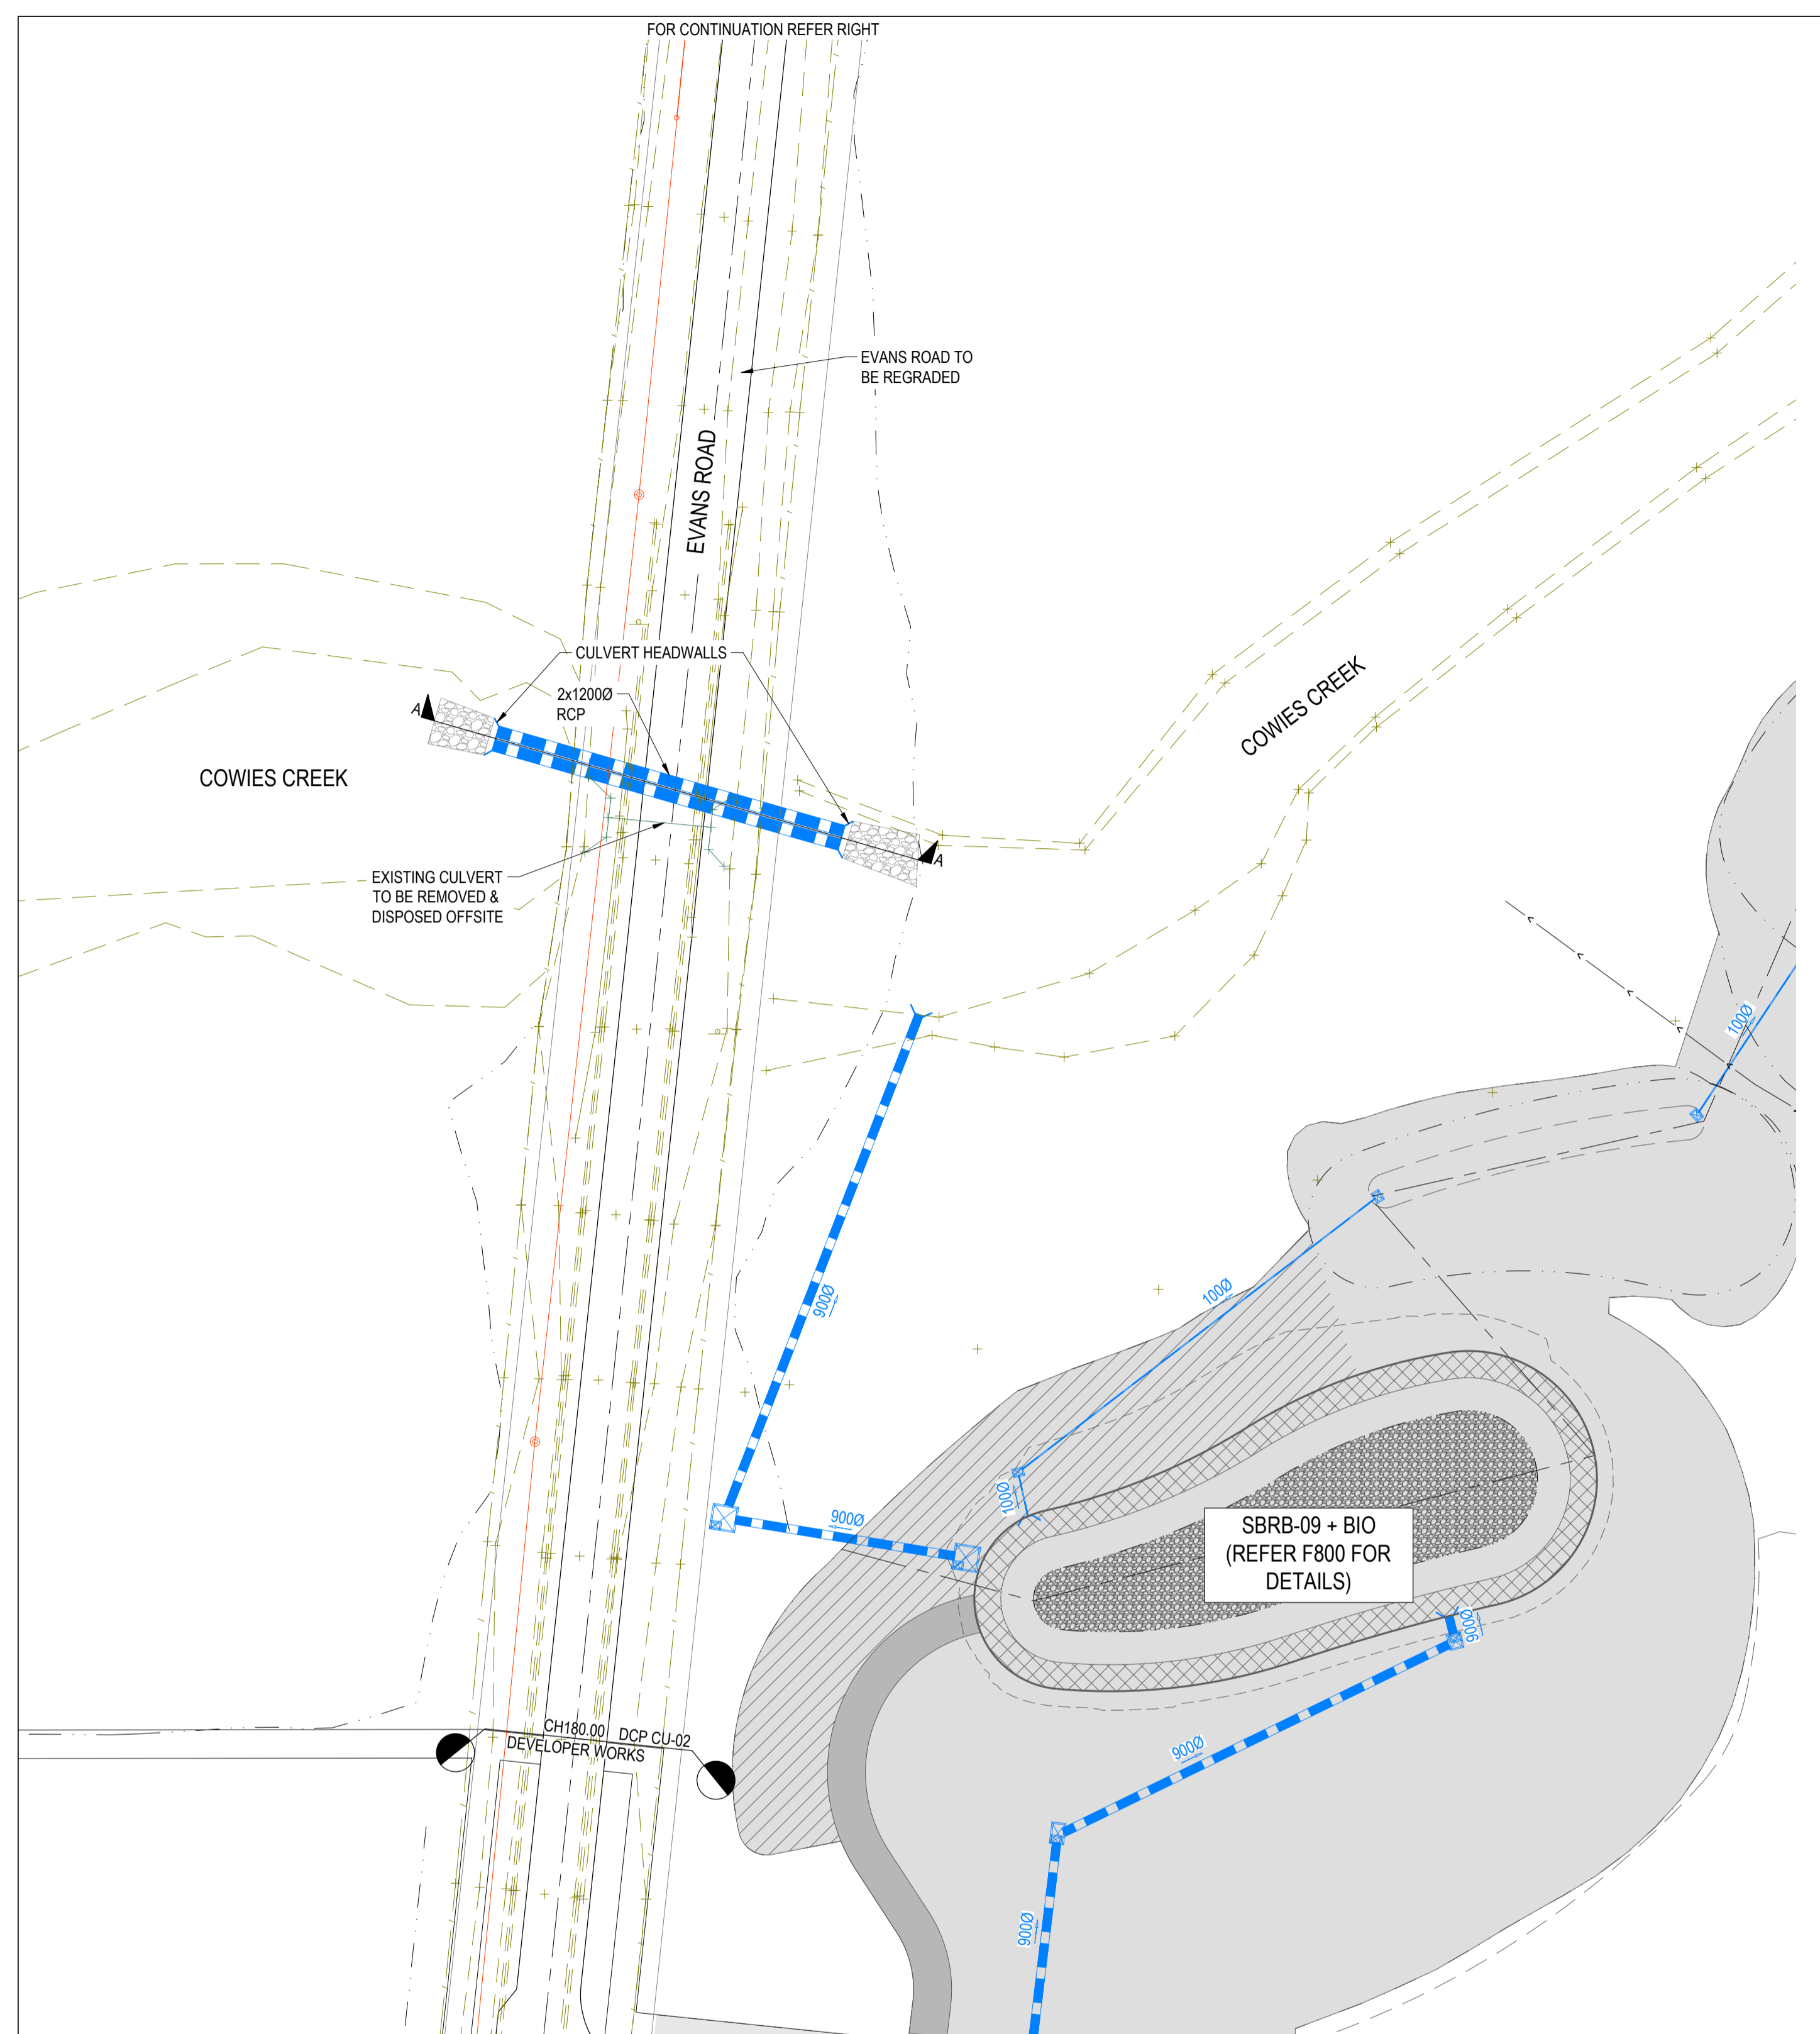 FOR CONTINUATION REFER RIGHT
EVANS ROAD TO
BE REGRADED
EVANS ROAD
CULVERT HEADWALLS
2x1200Ø
RCP
A
COWIES CREEK
COWIES CREEK
A
EXISTING CULVERT
TO BE REMOVED &
DISPOSED OFFSITE
100Ø
900Ø
100Ø
100Ø
900Ø
SBRB-09 + BIO
(REFER F800 FOR
DETAILS)
900Ø
CH180.00 DCP CU-02
DEVELOPER WORKS
900Ø
900Ø